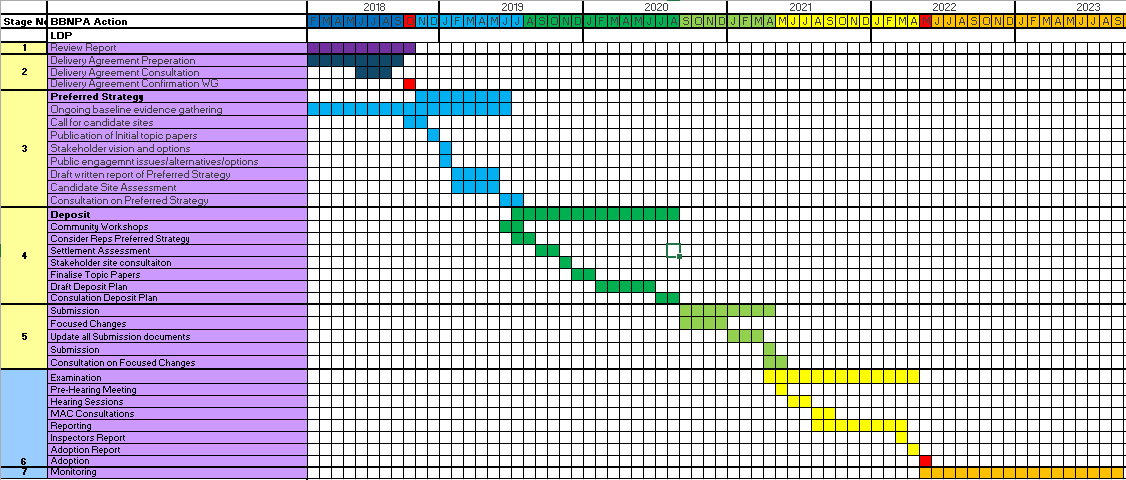 2018 2019 2020 2021 2022 2023
Stage No BBNPA Action F M A M J J A S O N D J F M A M J J A S O N D J F M A M J J A S O N D J F M A M J J A S O N D J F M A M J J A S O N D J F M A M J J A S
LDP
1 Review Report
2
Delivery Agreement Preperation
Delivery Agreement Consultation
Delivery Agreement Confirmation WG
3
Preferred Strategy
Ongoing baseline evidence gathering
Call for candidate sites
Publication of Initial topic papers
Stakeholder vision and options
Public engagemnt issues/alternatives/options
Draft written report of Preferred Strategy
Candidate Site Assessment
Consultation on Preferred Strategy
4
Deposit
Community Workshops
Consider Reps Preferred Strategy
Settlement Assessment
Stakeholder site consultaiton
Finalise Topic Papers
Draft Deposit Plan
Consulation Deposit Plan
5
Submission
Focused Changes
Update all Submission documents
Submission
Consultation on Focused Changes
Examination
Pre-Hearing Meeting
Hearing Sessions
MAC Consultations
Reporting
Inspectors Report
Adoption Report
6 Adoption
7 Monitoring